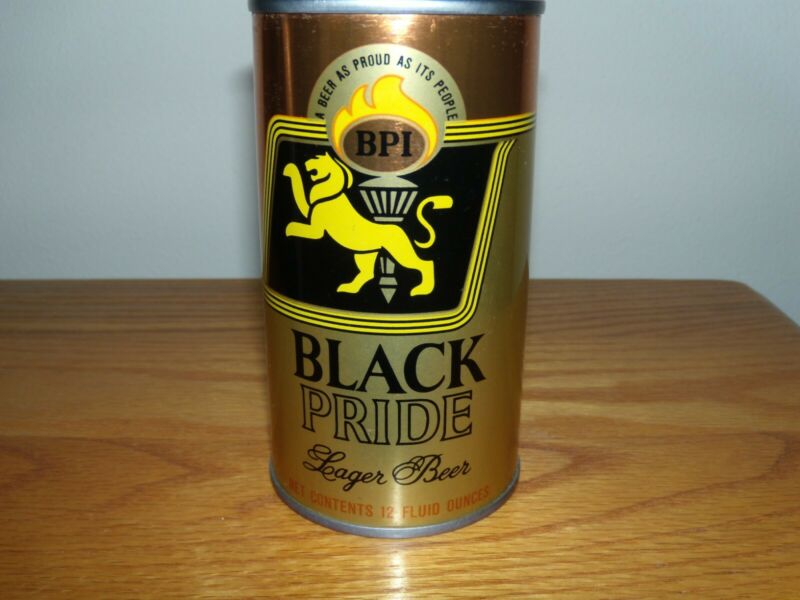 A BEER AS PROUD AS ITS PEOPLE
BPI
BLACK
PRIDE
Lager Beer
NET CONTENTS 12 FLUID OUNCES